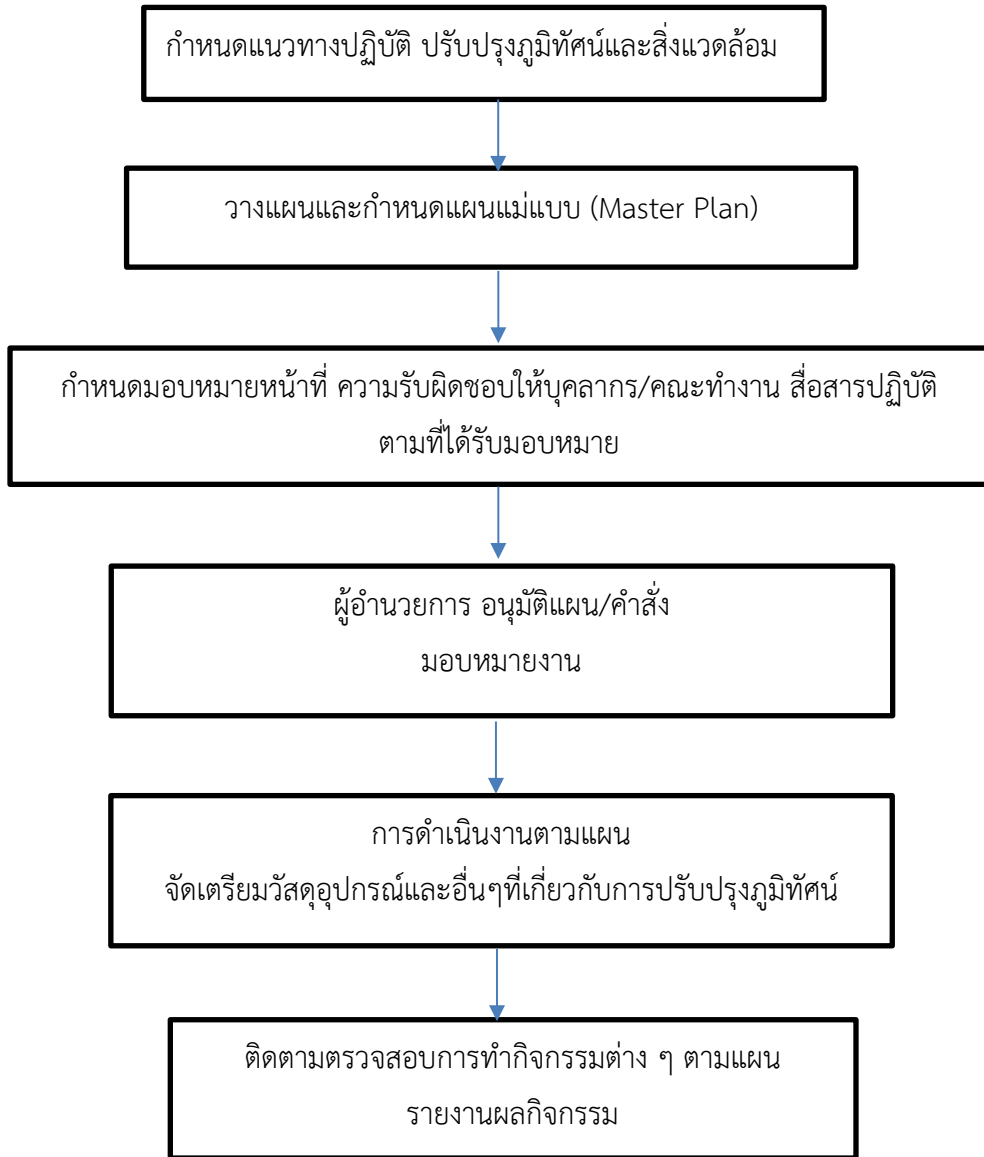 กำหนดแนวทางปฏิบัติ ปรับปรุงภูมิทัศน์และสิ่งแวดล้อม
วางแผนและกำหนดแผนแม่แบบ (Master Plan)
กำหนดมอบหมายหน้าที่ ความรับผิดชอบให้บุคลากร/คณะทำงาน สื่อสารปฏิบัติ
ตามที่ได้รับมอบหมาย
ผู้อำนวยการ อนุมัติแผน/คำสั่ง
มอบหมายงาน
การดำเนินงานตามแผน
จัดเตรียมวัสดุอุปกรณ์และอื่นๆที่เกี่ยวกับการปรับปรุงภูมิทัศน์
ติดตามตรวจสอบการทำกิจกรรมต่าง ๆ ตามแผน
รายงานผลกิจกรรม